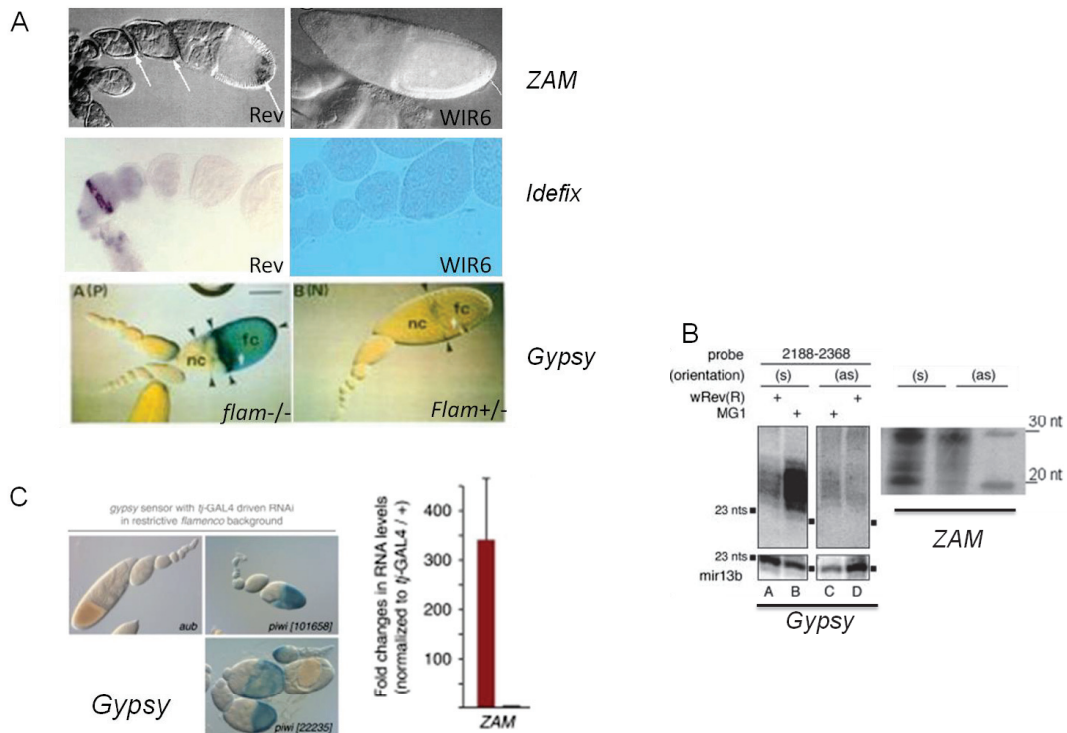 A
Rev
WIR6
ZAM
Rev
WIR6
Idefix
A(P)
nc
fc
flam-/-
B(N)
nc
fc
Flam+/-
Gypsy
B
probe 2188-2368
(orientation) (s) (as) (s) (as)
wRev(R) + +
MG1 + +
30 nt
20 nt
23 nts
23 nts
mir13b
A B C D
Gypsy
ZAM
C
gypsy sensor with tj-GAL4 driven RNAi
in restrictive flamenco background
aub
piwi [101658]
piwi [22235]
Gypsy
Fold changes in RNA levels
(normalized to tj-GAL4 / +)
400
300
200
100
ZAM